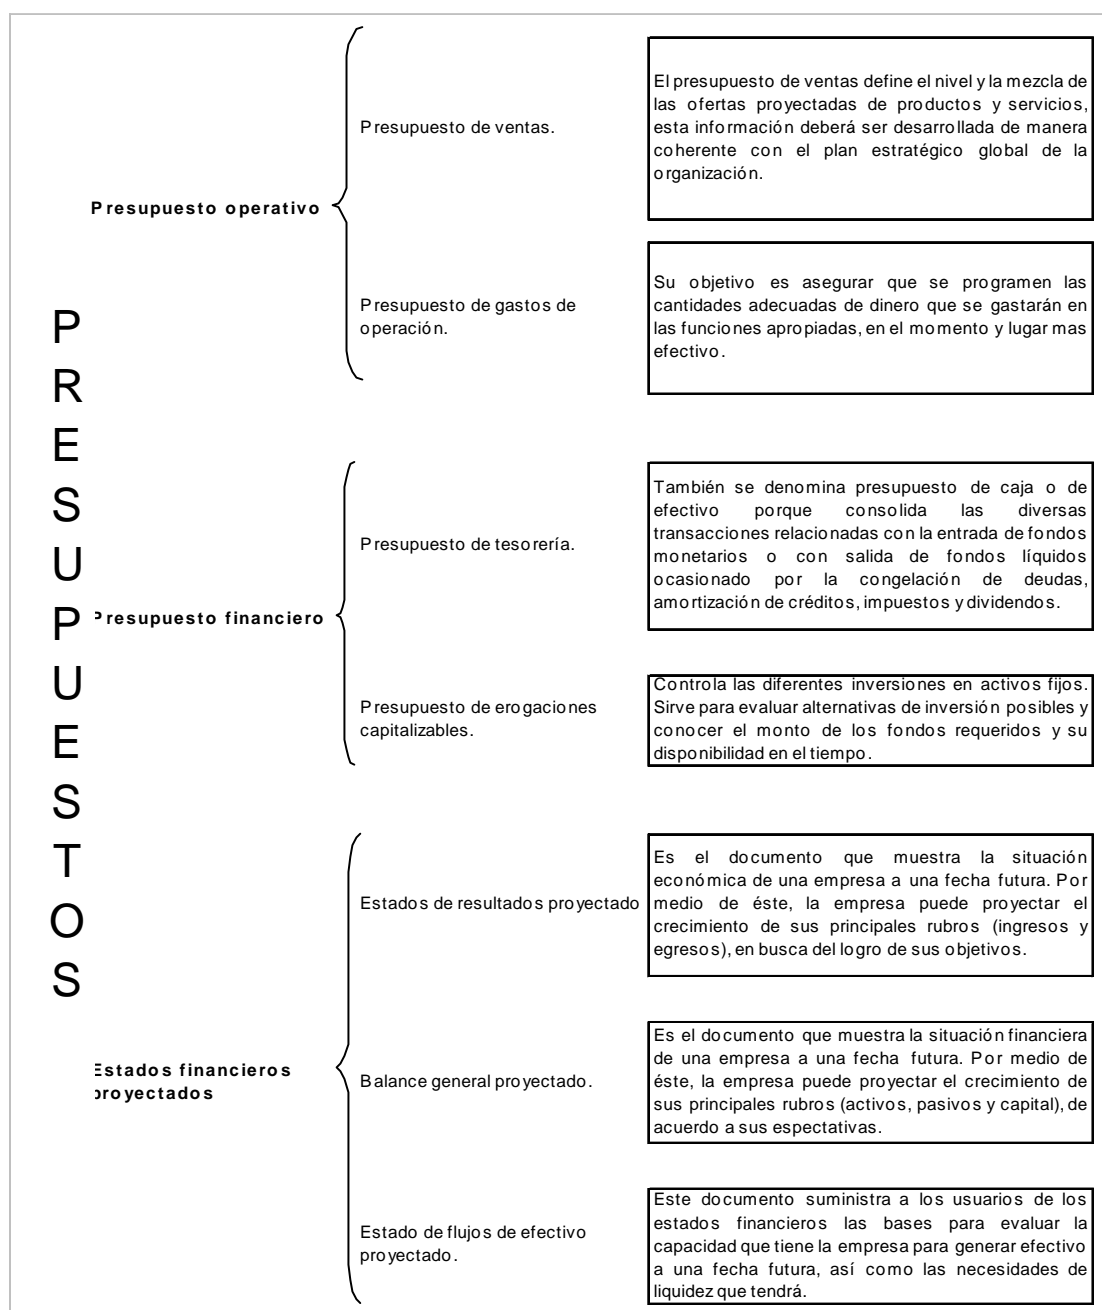 PRESUPUESTOS
Presupuesto operativo
Presupuesto de ventas.
El presupuesto de ventas define el nivel y la mezcla de
las ofertas proyectadas de productos y servicios,
esta información deberá ser desarrollada de manera
coherente con el plan estratégico global de la
organización.
Presupuesto de gastos de
operación.
Su objetivo es asegurar que se programen las
cantidades adecuadas de dinero que se gastarán en
las funciones apropiadas, en el momento y lugar mas
efectivo.
Presupuesto financiero
Presupuesto de tesorería.
También se denomina presupuesto de caja o de
efectivo porque consolida las diversas
transacciones relacionadas con la entrada de fondos
monetarios o con salida de fondos líquidos
ocasionado por la congelación de deudas,
amortización de créditos, impuestos y dividendos.
Presupuesto de erogaciones
capitalizables.
Controla las diferentes inversiones en activos fijos.
Sirve para evaluar alternativas de inversión posibles y
conocer el monto de los fondos requeridos y su
disponibilidad en el tiempo.
Estados financieros
proyectados
Estados de resultados proyectado
Es el documento que muestra la situación
económica de una empresa a una fecha futura. Por
medio de éste, la empresa puede proyectar el
crecimiento de sus principales rubros (ingresos y
egresos), en busca del logro de sus objetivos.
Balance general proyectado.
Es el documento que muestra la situación financiera
de una empresa a una fecha futura. Por medio de
éste, la empresa puede proyectar el crecimiento de
sus principales rubros (activos, pasivos y capital), de
acuerdo a sus espectativas.
Estado de flujos de efectivo
proyectado.
Este documento suministra a los usuarios de los
estados financieros las bases para evaluar la
capacidad que tiene la empresa para generar efectivo
a una fecha futura, así como las necesidades de
liquidez que tendrá.